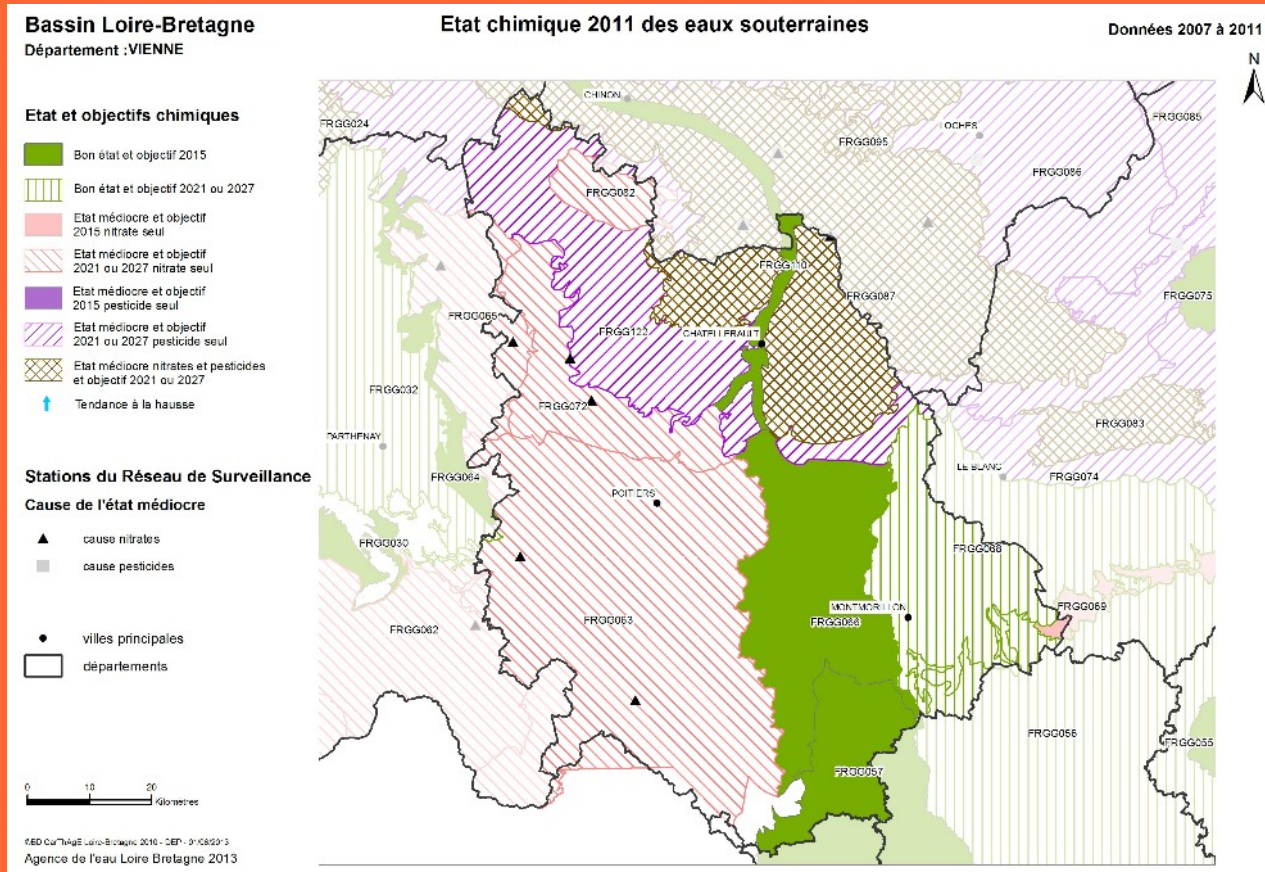 Bassin Loire-Bretagne
Département :VIENNE
Etat chimique 2011 des eaux souterraines
Données 2007 à 2011
N
Etat et objectifs chimiques
Bon état et objectif 2015
Bon état et objectif 2021 ou 2027
Etat médiocre et objectif
2015 nitrate seul
Etat médiocre et objectif
2021 ou 2027 nitrate seul
Etat médiocre et objectif
2015 pesticide seul
Etat médiocre et objectif
2021 ou 2027 pesticide seul
Etat médiocre nitrates et pesticides
et objectif 2021 ou 2027
Tendance à la hausse
Stations du Réseau de Surveillance
Cause de l'état médiocre
cause nitrates
cause pesticides
villes principales
départements
0 10 20
Kilometres
Agence de l'eau Loire Bretagne 2013
CHINON
FRGG024
FRGG095
LOCHES
FRGG085
FRGG086
FRGG082
FRGG110
FRGG087
FRGG075
FRGG065
FRGG122
CHATELLERAULT
FRGG032
FRGG072
FRGG083
PARTHENAY
FRGG064
LE BLANC
FRGG074
POITIERS
FRGG030
FRGG068
MONTMORILLON
FRGG069
FRGG062
FRGG063
FRGG066
FRGG055
FRGG057